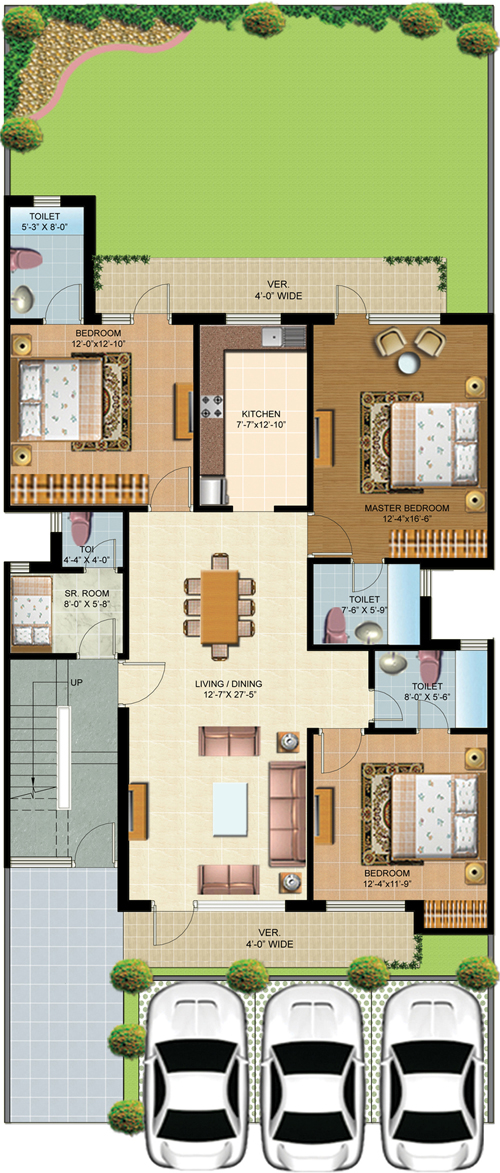 TOILET
5'-3" X 8'-0"
VER.
4'-0" WIDE
BEDROOM
12'-0"x12'-10"
KITCHEN
7'-7"x12'-10"
MASTER BEDROOM
12'-4"x16'-6"
TOI
4'-4" X 4'-0"
SR. ROOM
8'-0" X 5'-8"
TOILET
7'-6" X 5'-9"
UP
LIVING / DINING
12'-7"X 27'-5"
TOILET
8'-0" X 5'-6"
BEDROOM
12'-4"x11'-9"
VER.
4'-0" WIDE